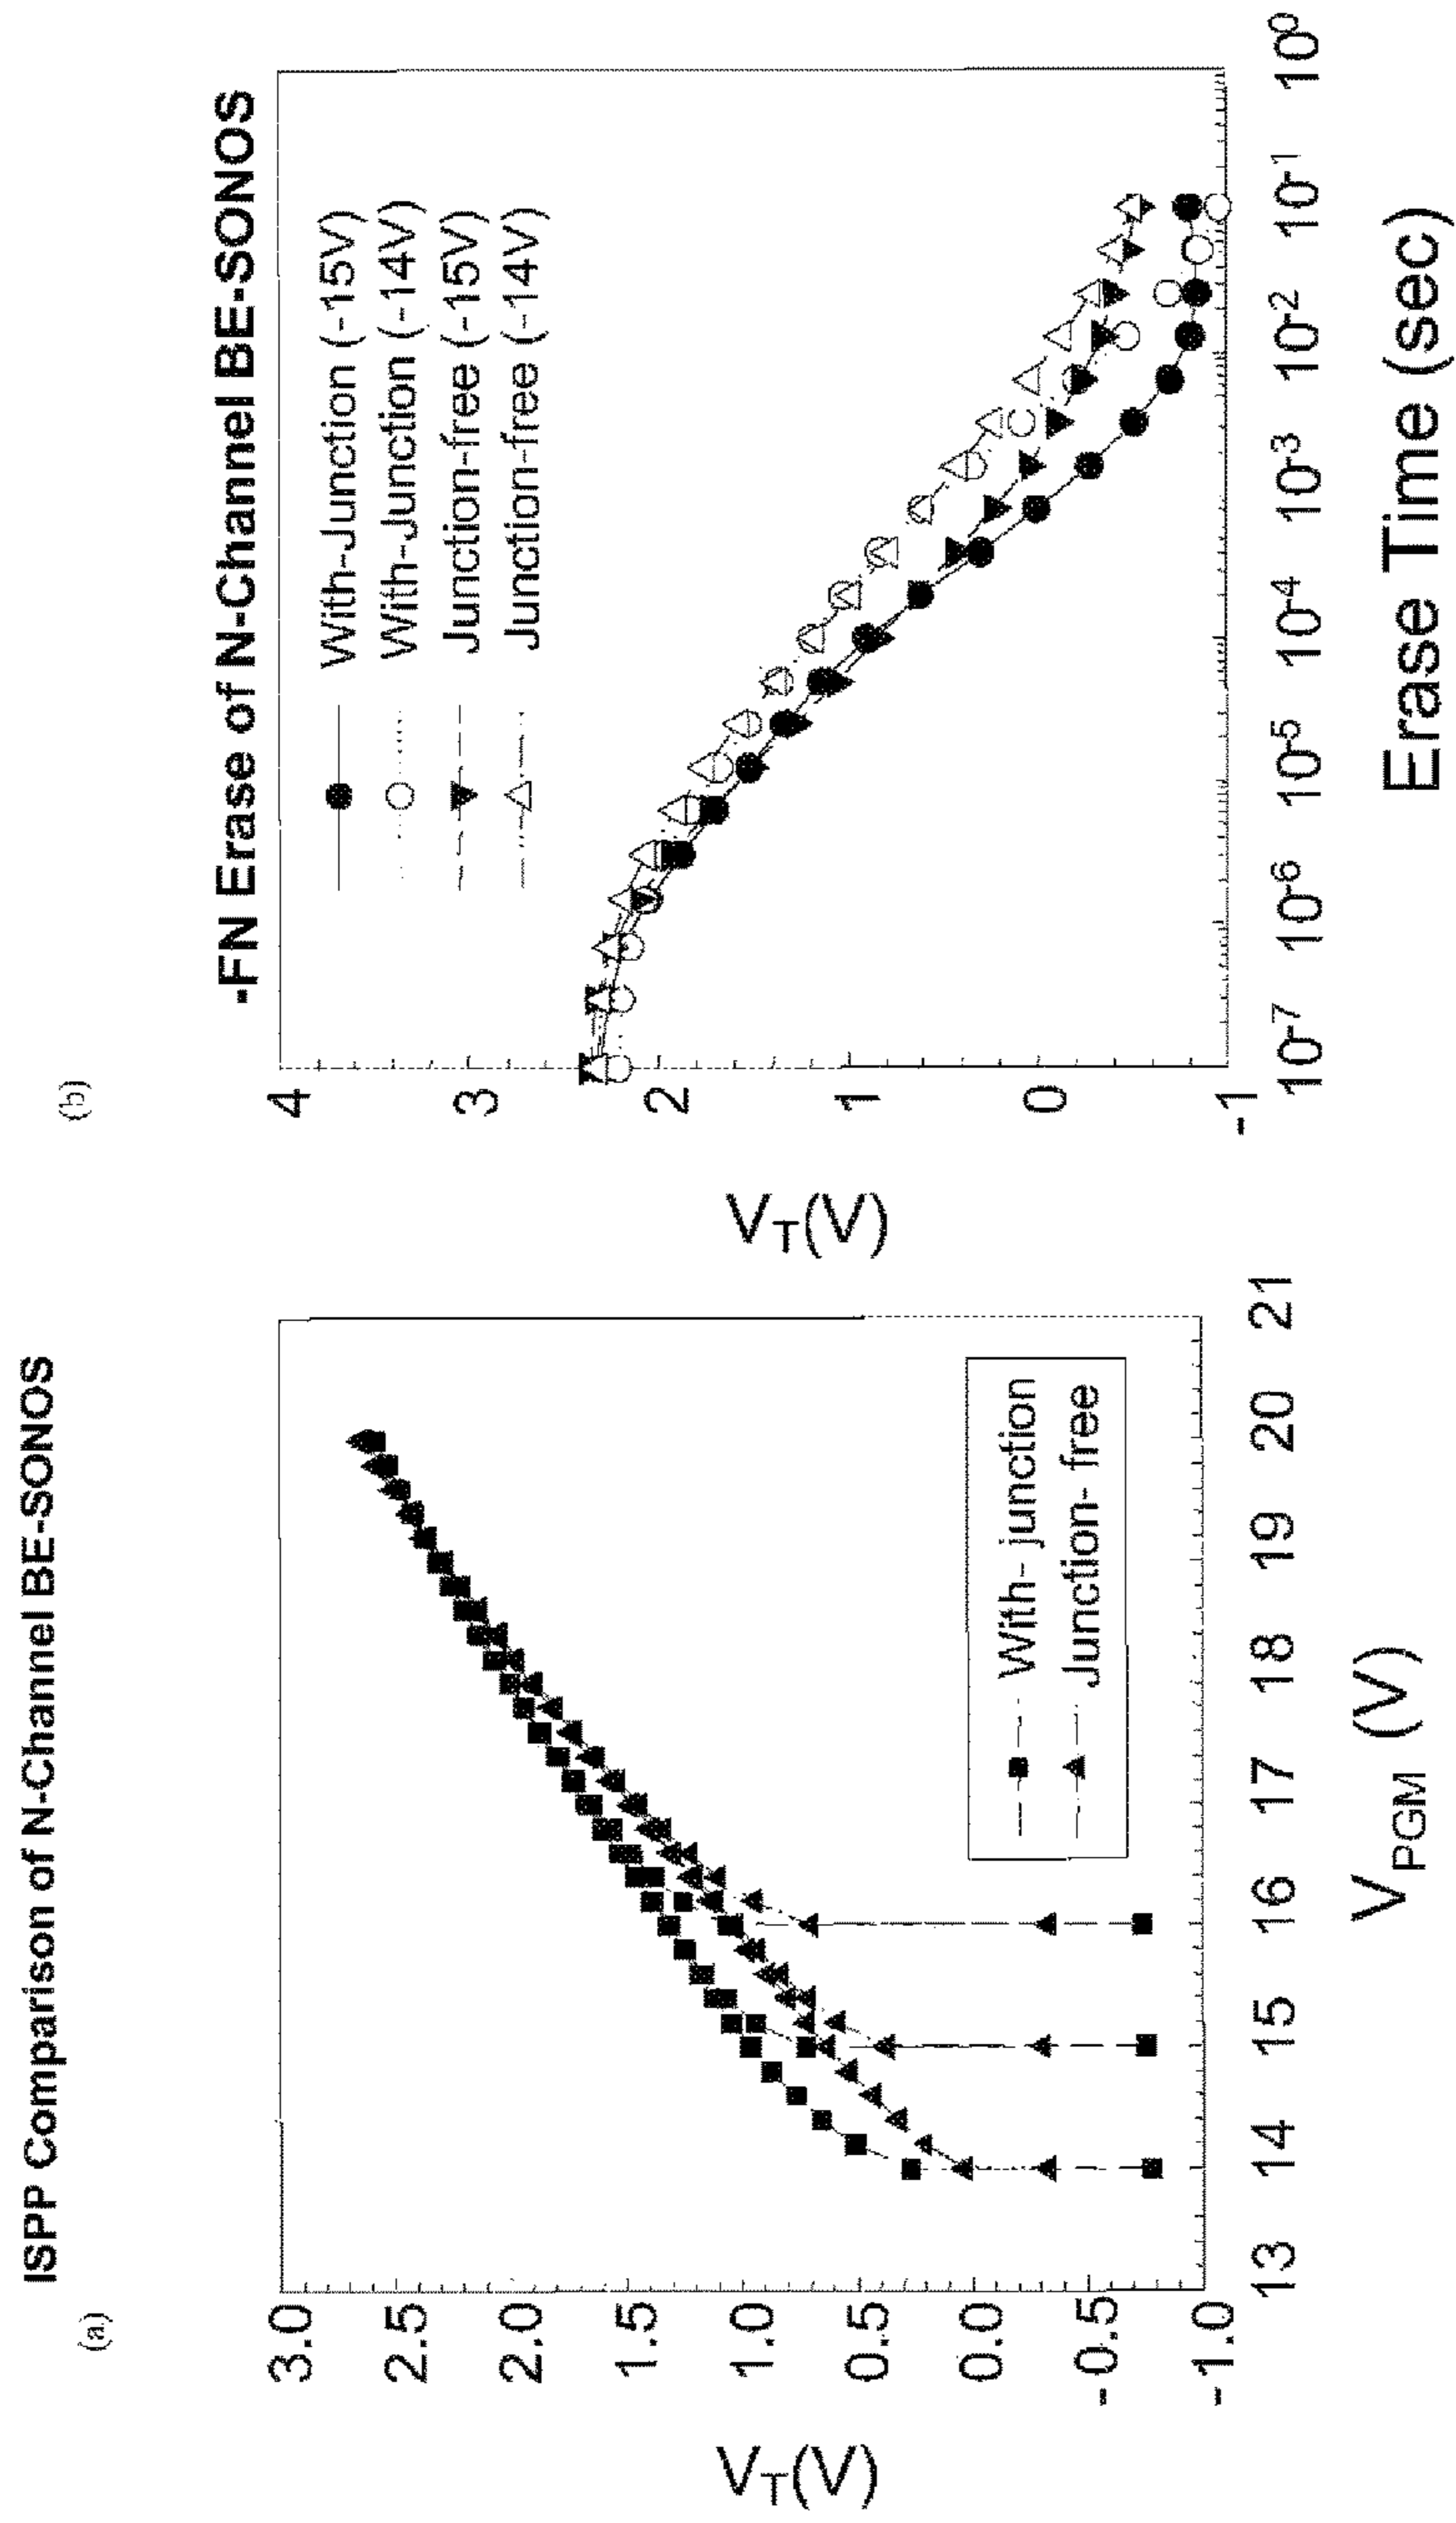 (a)
ISPP Comparison of N-Channel BE-SONOS
V_T(V)
3.0
2.5
2.0
1.5
1.0
0.5
0.0
-0.5
-1.0
With- junction
Junction- free
13 14 15 16 17 18 19 20 21
V_PGM (V)
(b)
-FN Erase of N-Channel BE-SONOS
V_T(V)
4
3
2
1
0
-1
With-Junction (-15V)
With-Junction (-14V)
Junction-free (-15V)
Junction-free (-14V)
10^-7 10^-6 10^-5 10^-4 10^-3 10^-2 10^-1 10^0
Erase Time (sec)